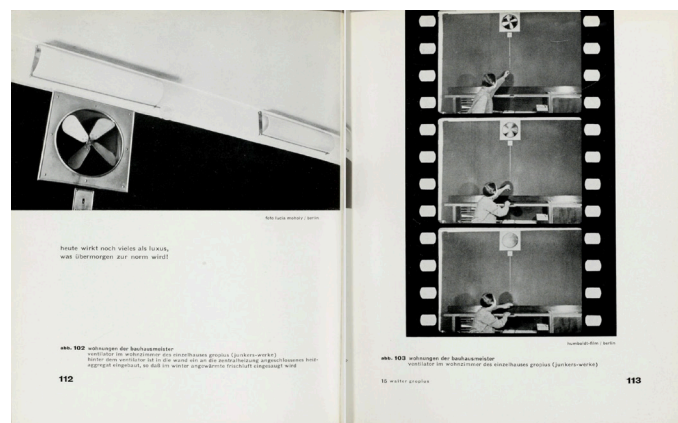 foto lucia moholy / berlin
heute wirkt noch vieles als luxus,
was übermorgen zur norm wird!
abb. 102 wohnungen der bauhausmeister
ventilator im wohnzimmer des einzelhauses gropius (junkers-werke)
hinter dem ventilator ist in die wand ein an die zentralheizung angeschlossenes heiz-
aggregat eingebaut, so daß im winter angewärmte frischluft eingesaugt wird
112
humboldt-film / berlin
abb. 103 wohnungen der bauhausmeister
ventilator im wohnzimmer des einzelhauses gropius (junkers-werke)
15 walter gropius
113